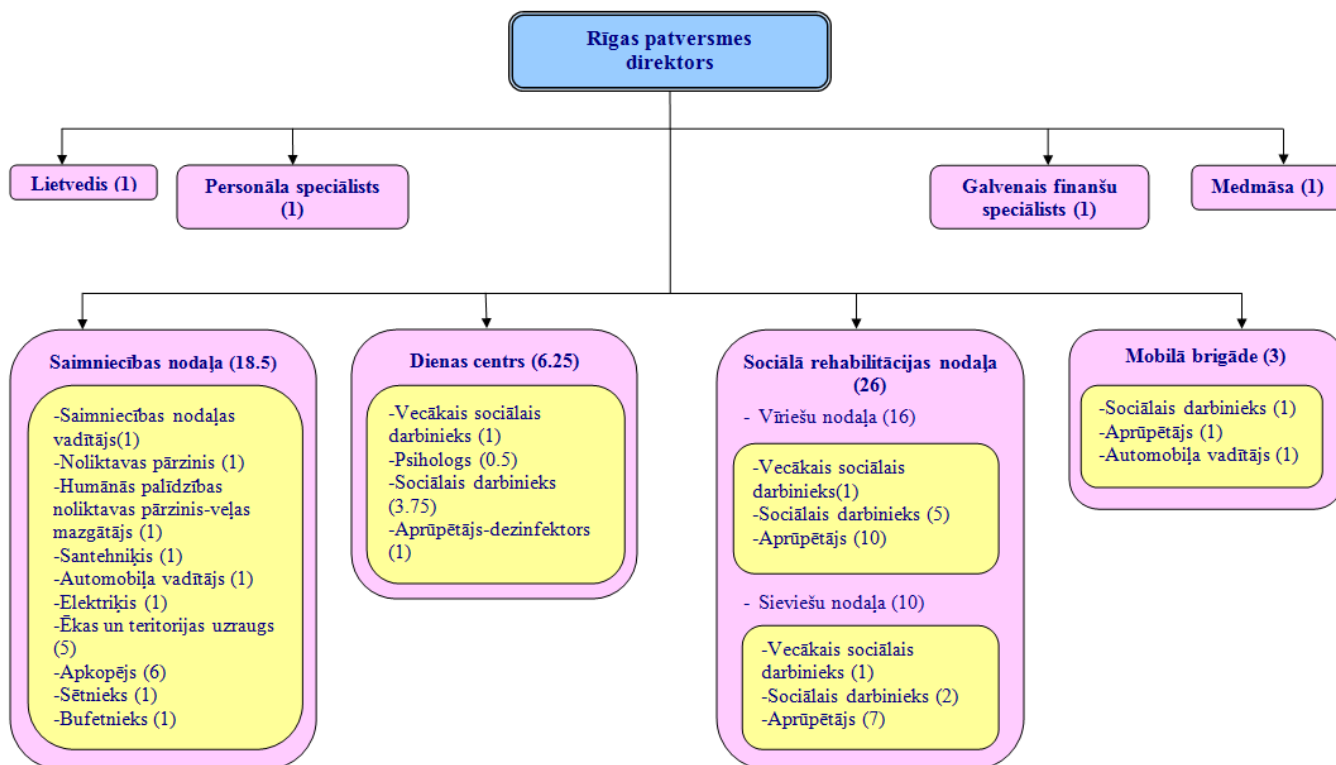 Rīgas patversmes
direktors
Lietvedis (1)
Personāla speciālists
(1)
Galvenais finanšu
speciālists (1)
Medmāsa (1)
Saimniecības nodaļa (18.5)
-Saimniecības nodaļas
vadītājs(1)
-Noliktavas pārzinis (1)
-Humānās palīdzības
noliktavas pārzinis-veļas
mazgātājs (1)
-Santehniķis (1)
-Automobiļa vadītājs (1)
-Elektriķis (1)
-Ēkas un teritorijas uzraugs
(5)
-Apkopējs (6)
-Sētnieks (1)
-Bufetnieks (1)
Dienas centrs (6.25)
-Vecākais sociālais
darbinieks (1)
-Psihologs (0.5)
-Sociālais darbinieks
(3.75)
-Aprūpētājs-dezinfektors
(1)
Sociālā rehabilitācijas nodaļa
(26)
- Vīriešu nodaļa (16)
-Vecākais sociālais
darbinieks(1)
-Sociālais darbinieks (5)
-Aprūpētājs (10)
- Sieviešu nodaļa (10)
-Vecākais sociālais
darbinieks (1)
-Sociālais darbinieks (2)
-Aprūpētājs (7)
Mobilā brigāde (3)
-Sociālais darbinieks (1)
-Aprūpētājs (1)
-Automobiļa vadītājs (1)